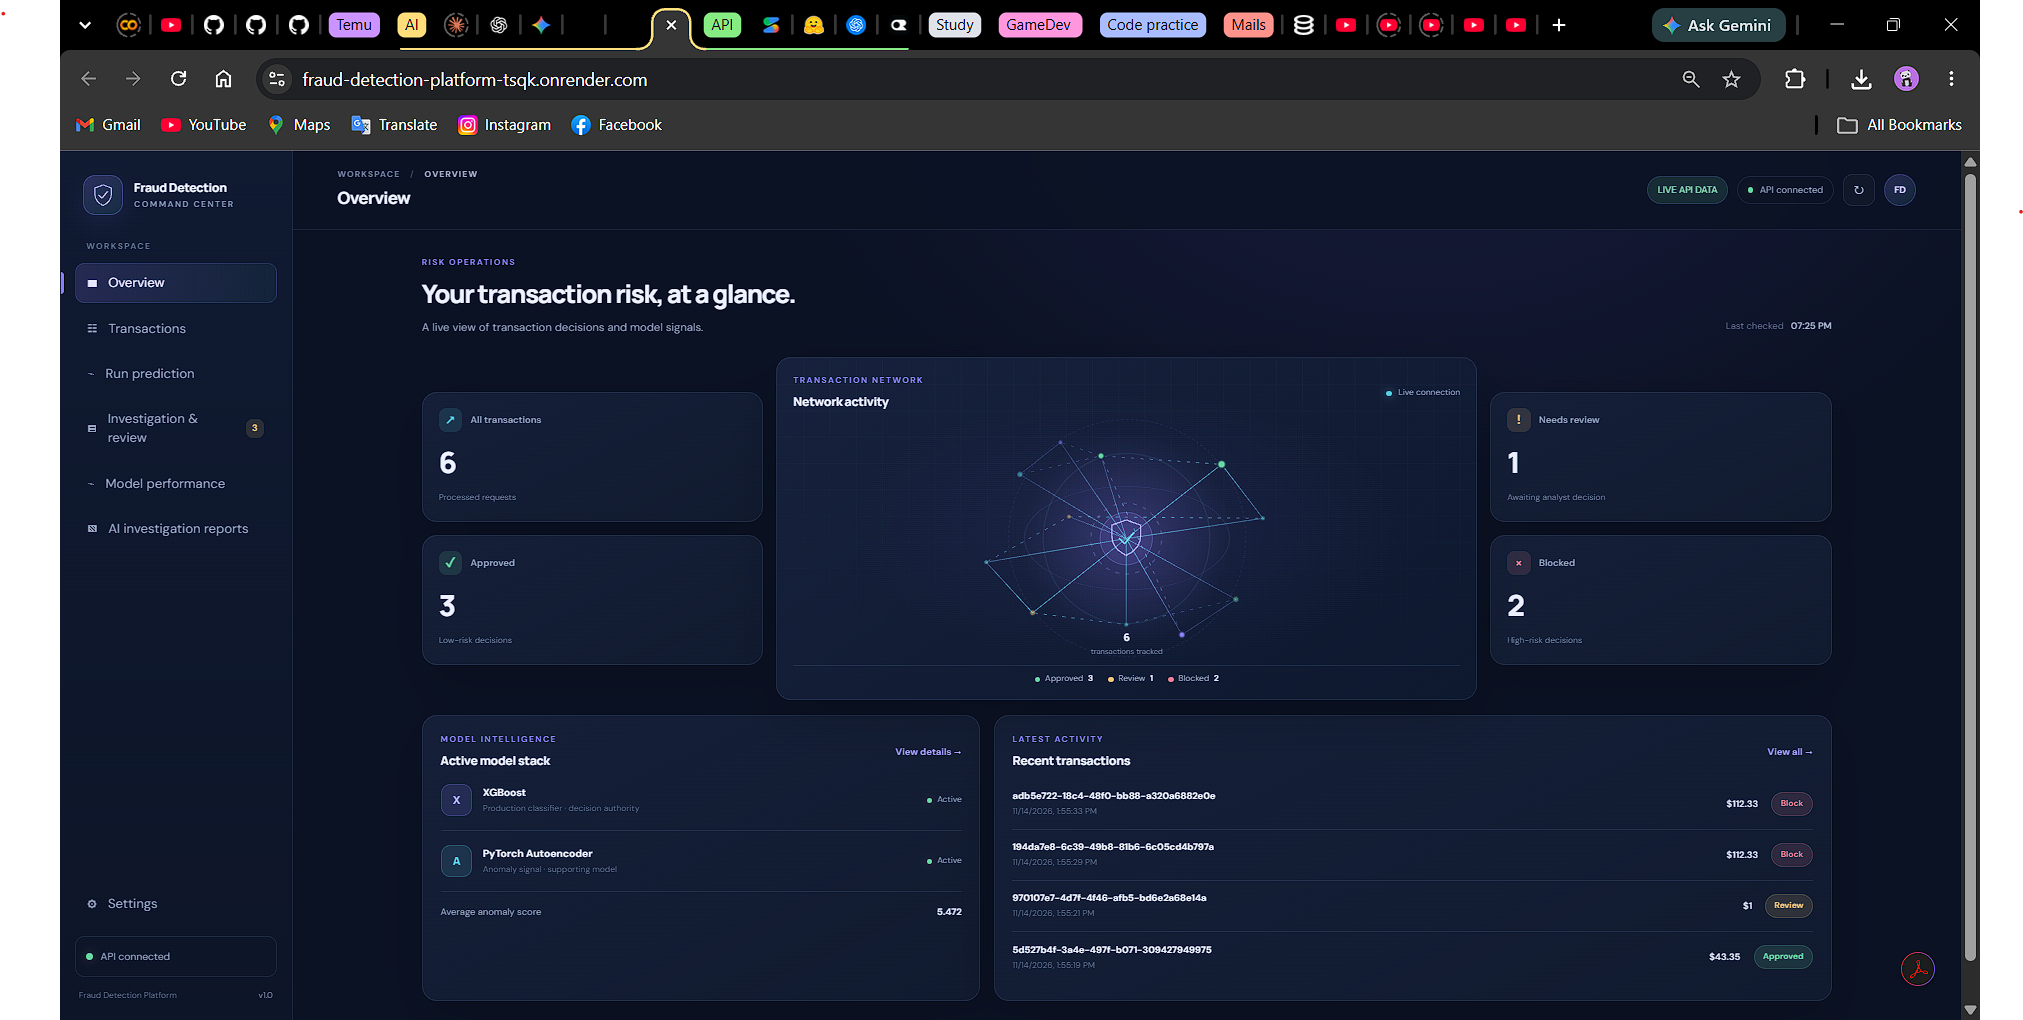 Temu
AI
API
Study
GameDev
Code practice
Mails
Ask Gemini
fraud-detection-platform-tsqk.onrender.com
Gmail
YouTube
Maps
Translate
Instagram
Facebook
All Bookmarks
Fraud Detection
COMMAND CENTER
WORKSPACE
Overview
Transactions
Run prediction
Investigation &
review
3
Model performance
AI investigation reports
Settings
API connected
Fraud Detection Platform v1.0
WORKSPACE / OVERVIEW
Overview
LIVE API DATA
API connected
FD
RISK OPERATIONS
Your transaction risk, at a glance.
A live view of transaction decisions and model signals.
Last checked 07:25 PM
All transactions
6
Processed requests
Approved
3
Low-risk decisions
TRANSACTION NETWORK
Network activity
Live connection
6
transactions tracked
Approved 3 Review 1 Blocked 2
Needs review
1
Awaiting analyst decision
Blocked
2
High-risk decisions
MODEL INTELLIGENCE
Active model stack
View details →
X
XGBoost
Production classifier · decision authority
Active
A
PyTorch Autoencoder
Anomaly signal · supporting model
Active
Average anomaly score 5.472
LATEST ACTIVITY
Recent transactions
View all →
adb5e722-18c4-48f0-bb88-a320a6882e0e
11/14/2026, 1:55:33 PM
$112.33 Block
194da7e8-6c39-49b8-81b6-6c05cd4b797a
11/14/2026, 1:55:29 PM
$112.33 Block
970107e7-4d7f-4f46-afb5-bd6e2a68e14a
11/14/2026, 1:55:21 PM
$1 Review
5d527b4f-3a4e-497f-b071-309427949975
11/14/2026, 1:55:19 PM
$43.35 Approved